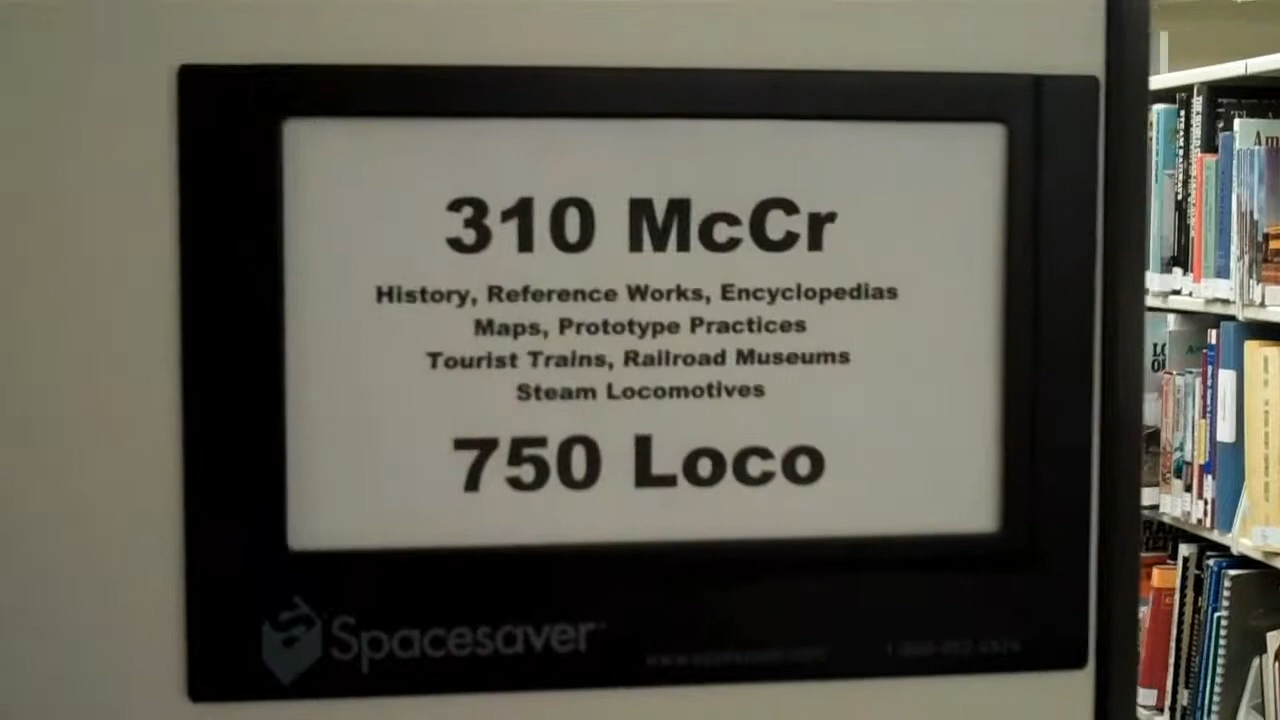 310 McCr
History, Reference Works, Encyclopedias
Maps, Prototype Practices
Tourist Trains, Railroad Museums
Steam Locomotives
750 Loco
Spacesaver